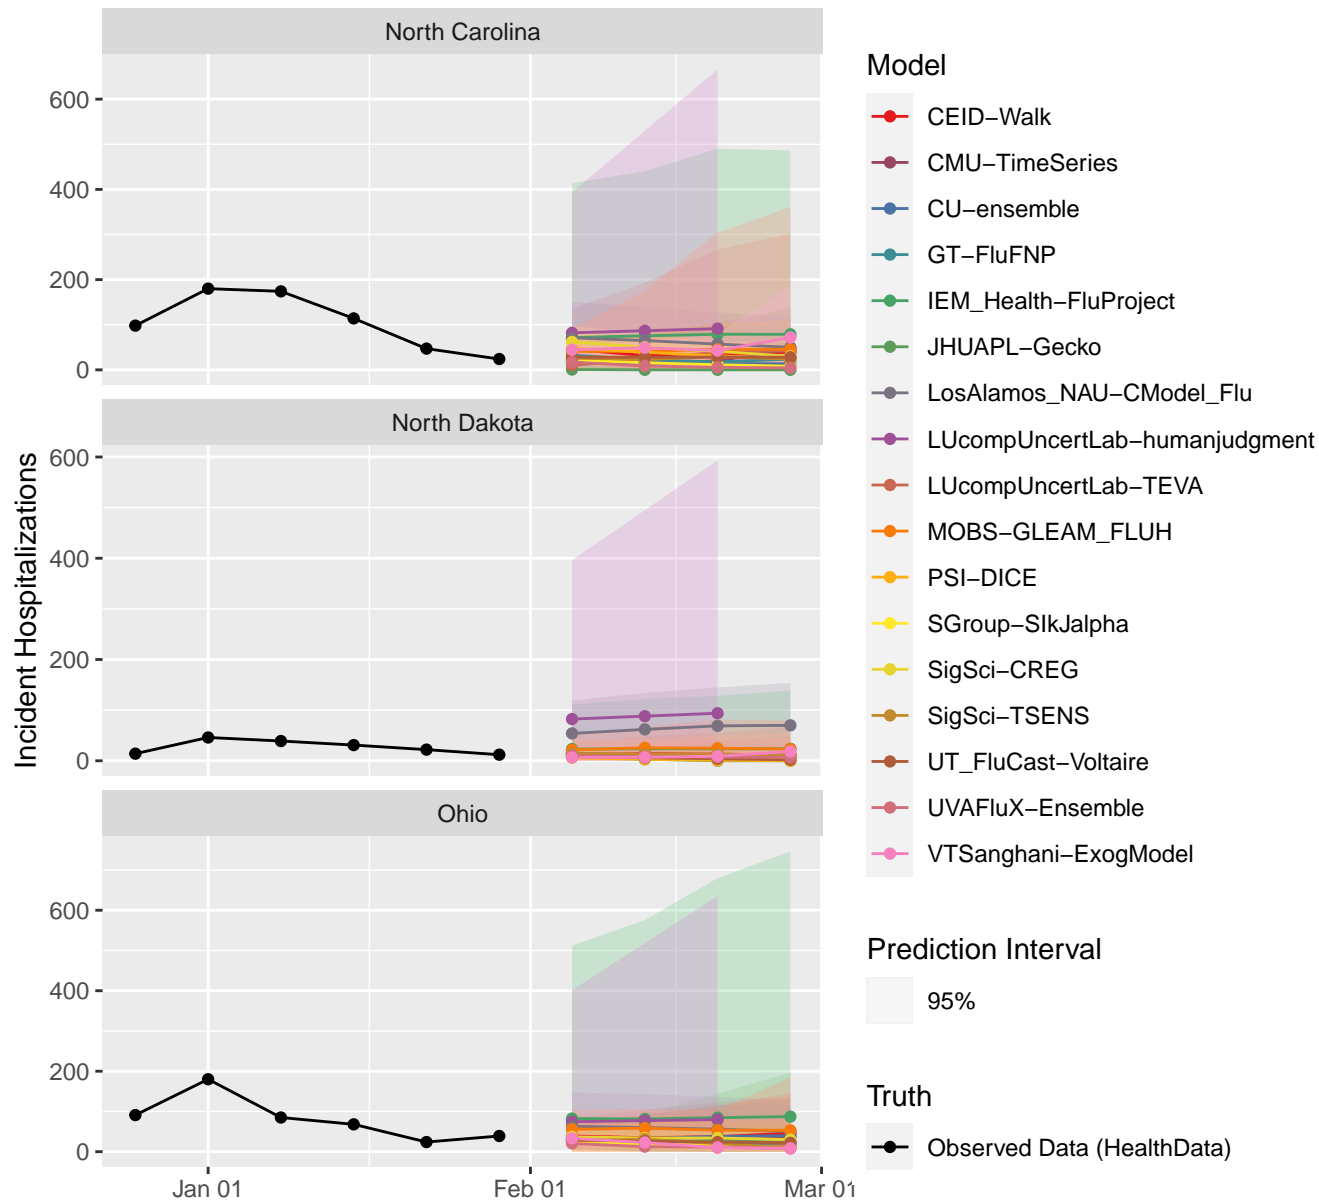 North Carolina
600
400
200
0
North Dakota
600
400
200
0
Ohio
600
400
200
0
Jan 01
Feb 01
Mar 01
Incident Hospitalizations
Model
CEID−Walk
CMU−TimeSeries
CU−ensemble
GT−FluFNP
IEM_Health−FluProject
JHUAPL−Gecko
LosAlamos_NAU−CModel_Flu
LUcompUncertLab−humanjudgment
LUcompUncertLab−TEVA
MOBS−GLEAM_FLUH
PSI−DICE
SGroup−SIkJalpha
SigSci−CREG
SigSci−TSENS
UT_FluCast−Voltaire
UVAFluX−Ensemble
VTSanghani−ExogModel
Prediction Interval
95%
Truth
Observed Data (HealthData)